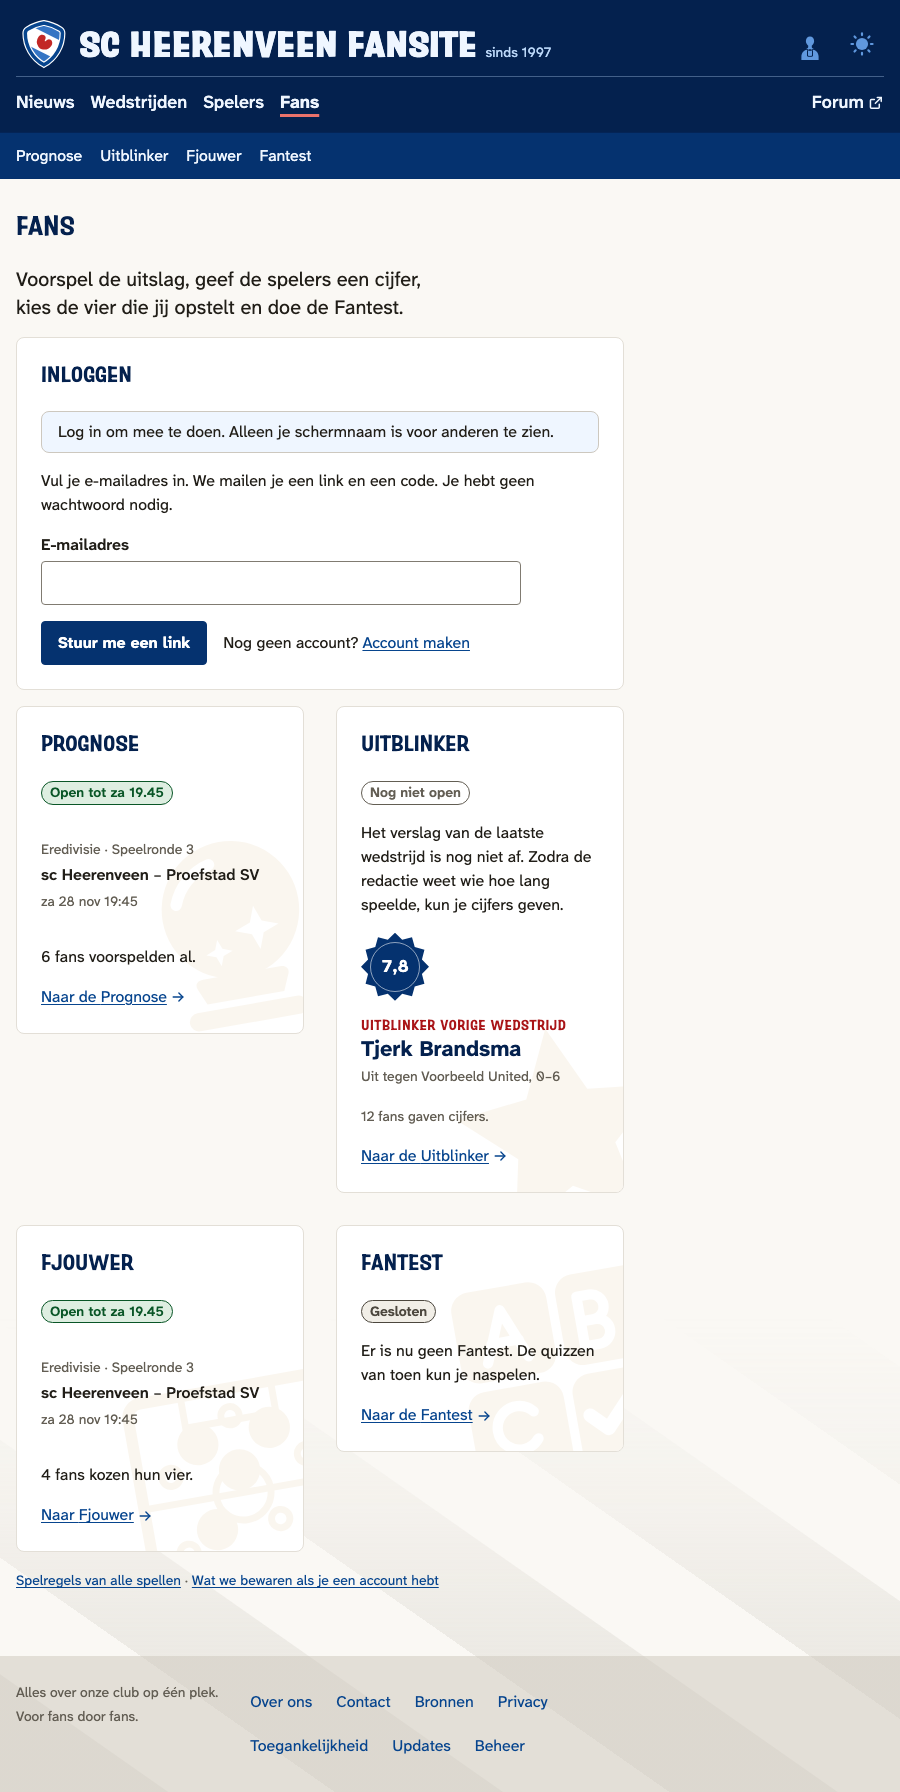 SC HEERENVEEN FANSITE sinds 1997
Nieuws Wedstrijden Spelers Fans Forum
Prognose Uitblinker Fjouwer Fantest
FANS
Voorspel de uitslag, geef de spelers een cijfer,
kies de vier die jij opstelt en doe de Fantest.
INLOGGEN
Log in om mee te doen. Alleen je schermnaam is voor anderen te zien.
Vul je e-mailadres in. We mailen je een link en een code. Je hebt geen
wachtwoord nodig.
E-mailadres
Stuur me een link Nog geen account? Account maken
PROGNOSE
Open tot za 19.45
Eredivisie · Speelronde 3
sc Heerenveen – Proefstad SV
za 28 nov 19:45
6 fans voorspelden al.
Naar de Prognose →
UITBLINKER
Nog niet open
Het verslag van de laatste
wedstrijd is nog niet af. Zodra de
redactie weet wie hoe lang
speelde, kun je cijfers geven.
7,8
UITBLINKER VORIGE WEDSTRIJD
Tjerk Brandsma
Uit tegen Voorbeeld United, 0–6
12 fans gaven cijfers.
Naar de Uitblinker →
FJOUWER
Open tot za 19.45
Eredivisie · Speelronde 3
sc Heerenveen – Proefstad SV
za 28 nov 19:45
4 fans kozen hun vier.
Naar Fjouwer →
FANTEST
Gesloten
A B
C
Er is nu geen Fantest. De quizzen
van toen kun je naspelen.
Naar de Fantest →
Spelregels van alle spellen · Wat we bewaren als je een account hebt
Alles over onze club op één plek.
Voor fans door fans.
Over ons Contact Bronnen Privacy
Toegankelijkheid Updates Beheer